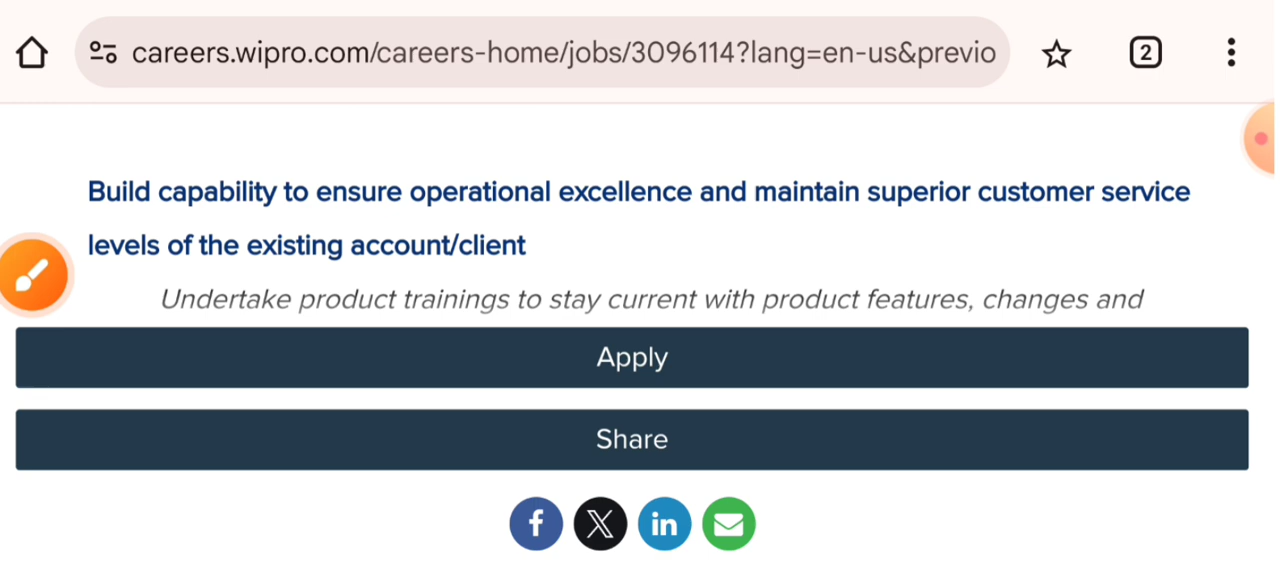 careers.wipro.com/careers-home/jobs/3096114?lang=en-us&previo
2
Build capability to ensure operational excellence and maintain superior customer service
levels of the existing account/client
Undertake product trainings to stay current with product features, changes and
Apply
Share
f X in